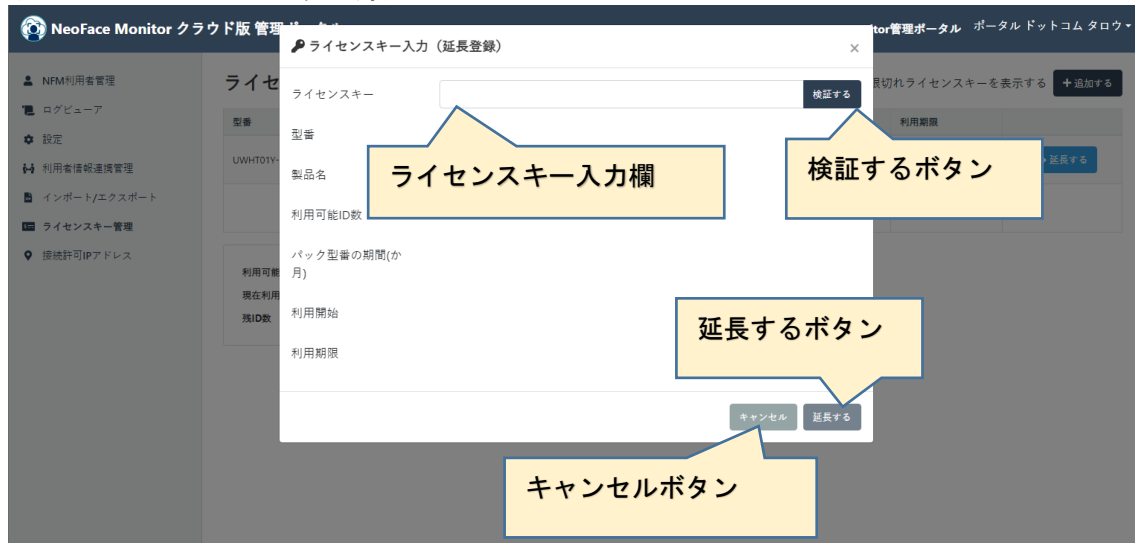 NeoFace Monitor クラウド版 管理
tor管理ポータル
ポータル ドットコム タロウ
ライセンスキー入力（延長登録）
×
NFM利用者管理
ログビューア
設定
利用者情報連携管理
インポート/エクスポート
ライセンスキー管理
接続許可IPアドレス
ライセ
限切れライセンスキーを表示する
+追加する
型番
利用期限
UWHT01Y-
延長する
利用可能
現在利用
残ID数
ライセンスキー
検証する
型番
製品名
利用可能ID数
パック型番の期間(か
月)
利用開始
利用期限
キャンセル
延長する
ライセンスキー入力欄
検証するボタン
延長するボタン
キャンセルボタン